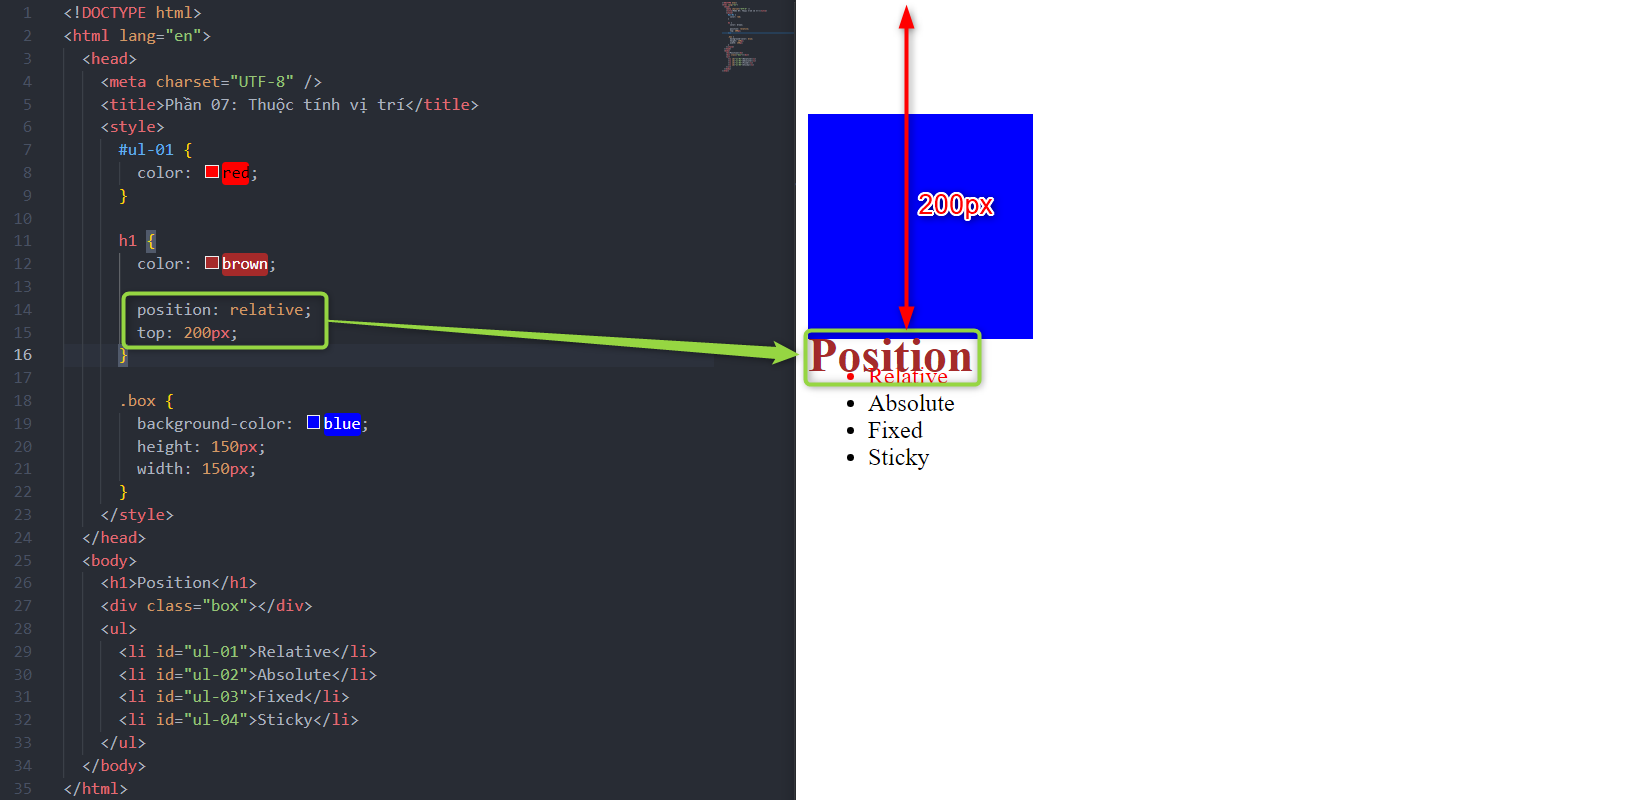 1 <!DOCTYPE html>
2 <html lang="en">
3 <head>
4 <meta charset="UTF-8" />
5 <title>Phần 07: Thuộc tính vị trí</title>
6 <style>
7 #ul-01 {
8 color: red;
9 }
10
11 h1 {
12 color: brown;
13
14 position: relative;
15 top: 200px;
16 }
17
18 .box {
19 background-color: blue;
20 height: 150px;
21 width: 150px;
22 }
23 </style>
24 </head>
25 <body>
26 <h1>Position</h1>
27 <div class="box"></div>
28 <ul>
29 <li id="ul-01">Relative</li>
30 <li id="ul-02">Absolute</li>
31 <li id="ul-03">Fixed</li>
32 <li id="ul-04">Sticky</li>
33 </ul>
34 </body>
35 </html>
200px
Position
• Relative
• Absolute
• Fixed
• Sticky